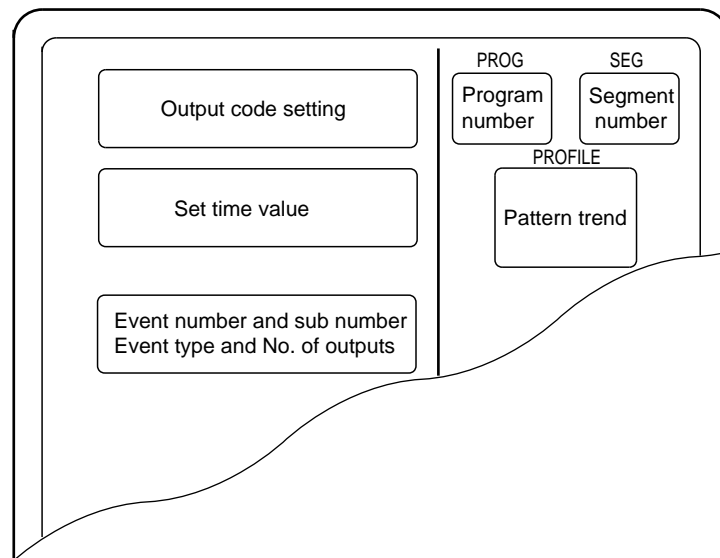 Output code setting
Set time value
Event number and sub number
Event type and No. of outputs
PROG
Program
number
SEG
Segment
number
PROFILE
Pattern trend